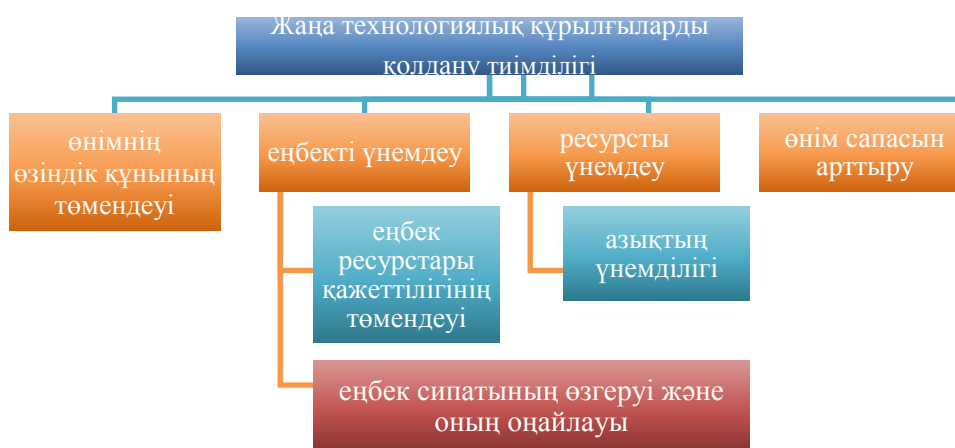 Жаңа технологиялық құрылғыларды
қолдану тиімділігі
өнімнің
өзіндік құнының
төмендеуі
еңбекті үнемдеу
ресурсты
үнемдеу
өнім сапасын
арттыру
еңбек
ресурстары
қажеттілігінің
төмендеуі
азықтың
үнемділігі
еңбек сипатының өзгеруі және
оның оңайлауы